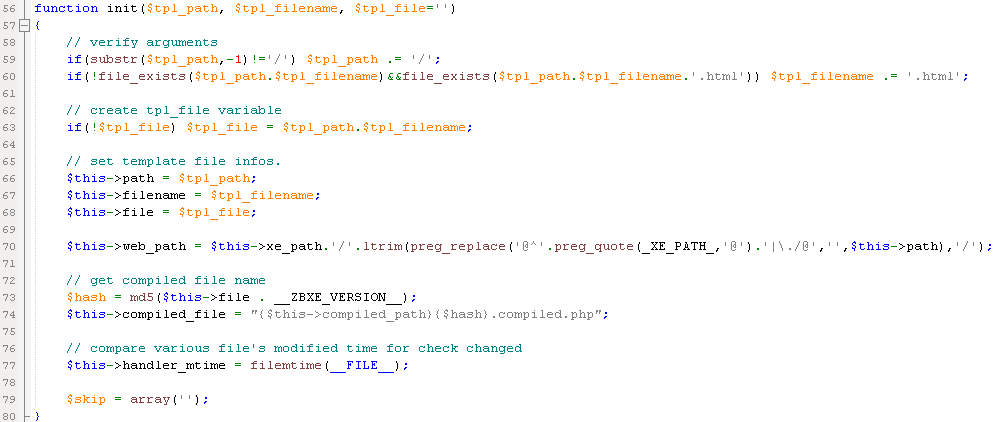 56 function init($tpl_path, $tpl_filename, $tpl_file='')
57 {
58 // verify arguments
59 if(substr($tpl_path,-1)!='/') $tpl_path .= '/';
60 if(!file_exists($tpl_path.$tpl_filename)&&file_exists($tpl_path.$tpl_filename.'.html')) $tpl_filename .= '.html';
61
62 // create tpl_file variable
63 if(!$tpl_file) $tpl_file = $tpl_path.$tpl_filename;
64
65 // set template file infos.
66 $this->path = $tpl_path;
67 $this->filename = $tpl_filename;
68 $this->file = $tpl_file;
69
70 $this->web_path = $this->xe_path.'/'.ltrim(preg_replace('@^'.preg_quote(_XE_PATH_,'@').'|\./@','',$this->path),'/');
71
72 // get compiled file name
73 $hash = md5($this->file . __ZBXE_VERSION__);
74 $this->compiled_file = "{$this->compiled_path}{$hash}.compiled.php";
75
76 // compare various file's modified time for check changed
77 $this->handler_mtime = filemtime(__FILE__);
78
79 $skip = array('');
80 }